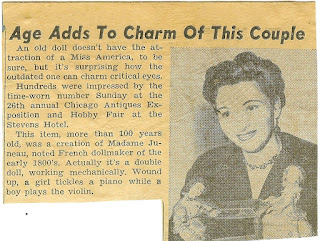 Age Adds To Charm Of This Couple
An old doll doesn't have the at-
traction of a Miss America, to be
sure, but it's surprising how the
outdated one can charm critical eyes.
Hundreds were impressed by the
time-worn number Sunday at the
26th annual Chicago Antiques Ex-
position and Hobby Fair at the
Stevens Hotel.
This item, more than 100 years
old, was a creation of Madame Ju-
neau, noted French dollmaker of the
early 1800's. Actually it's a double
doll, working mechanically. Wound
up, a girl tickles a piano while a
boy plays the violin.